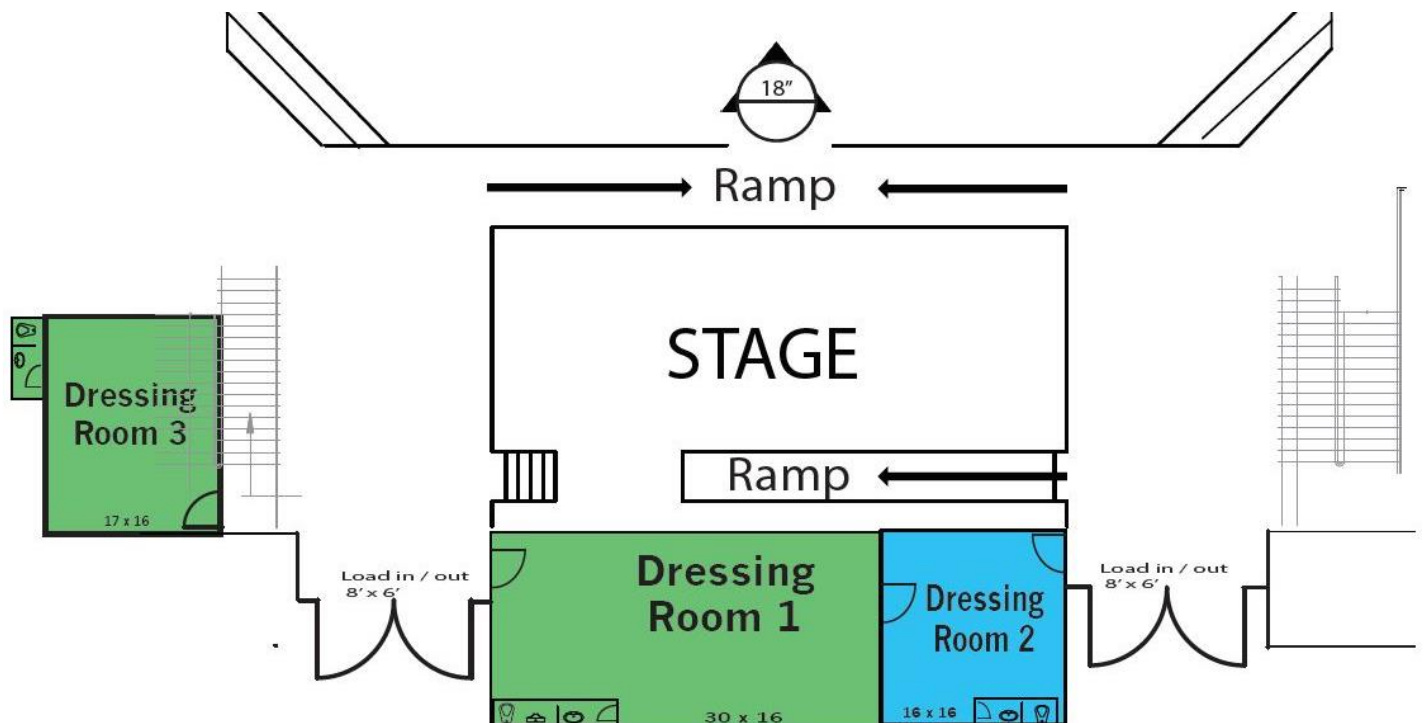 18”
Ramp
STAGE
Ramp
Dressing
Room 3
17 x 16
Load in / out
8’ x 6’
Dressing
Room 1
30 x 16
Dressing
Room 2
16 x 16
Load in / out
8’ x 6’